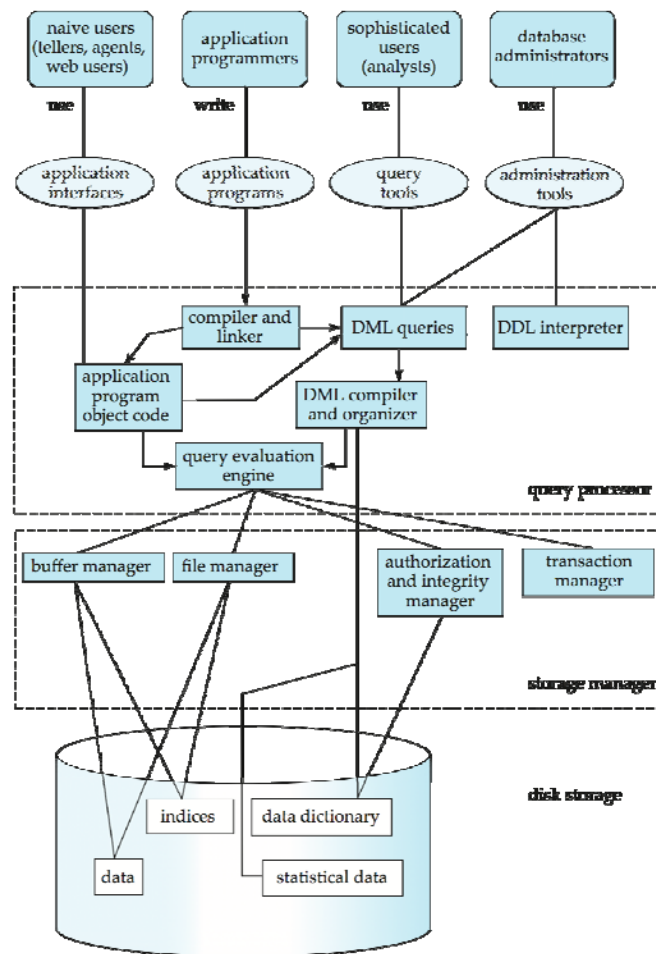 naive users
(tellers, agents,
web users)
application
programmers
sophisticated
users
(analysts)
database
administrators
use
write
use
use
application
interfaces
application
programs
query
tools
administration
tools
compiler and
linker
DML queries
DDL interpreter
application
program
object code
DML compiler
and organizer
query evaluation
engine
query processor
buffer manager
file manager
authorization
and integrity
manager
transaction
manager
storage manager
disk storage
indices
data dictionary
data
statistical data